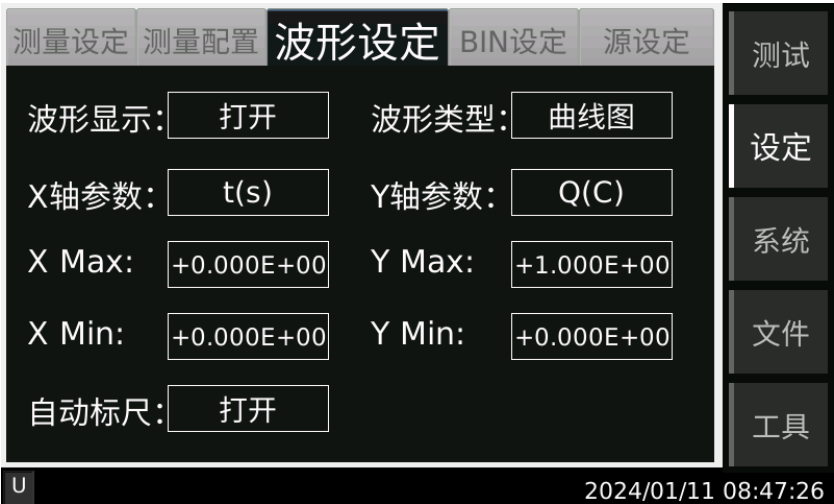 测量设定 测量配置 波形设定 BIN设定 源设定
测试
波形显示: 打开 波形类型: 曲线图
设定
X轴参数: t(s) Y轴参数: Q(C)
系统
X Max: +0.000E+00 Y Max: +1.000E+00
X Min: +0.000E+00 Y Min: +0.000E+00
文件
自动标尺: 打开
工具
U 2024/01/11 08:47:26